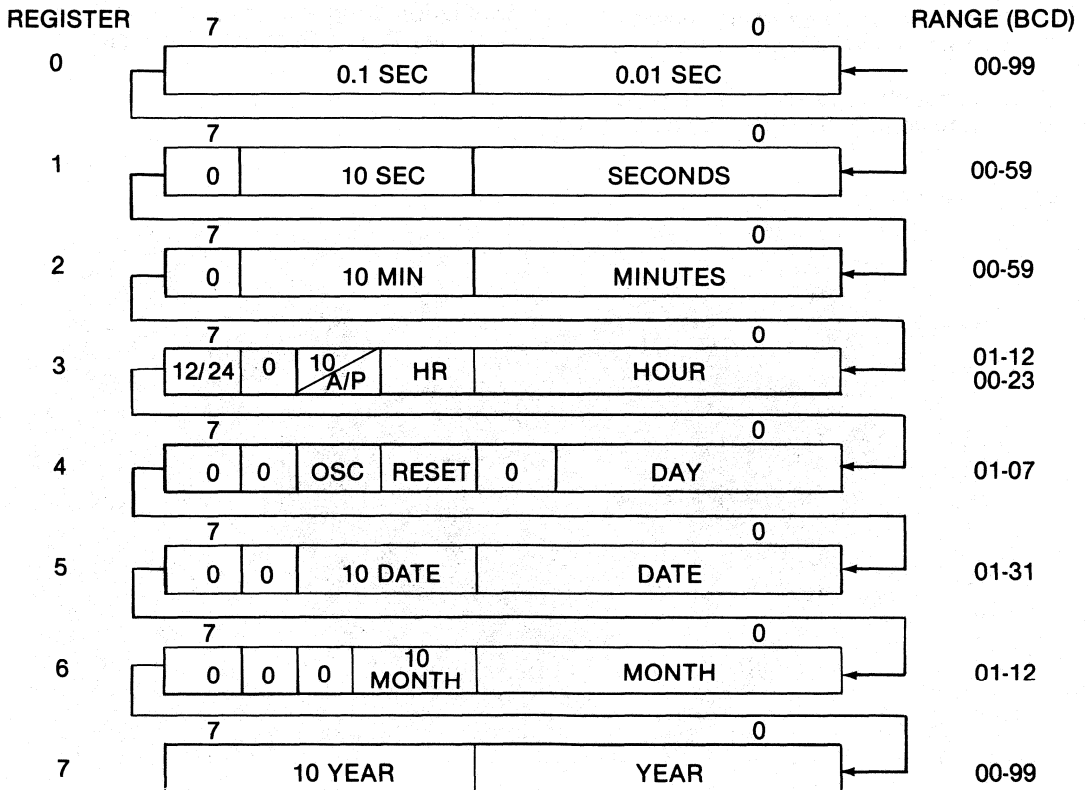 REGISTER 7 0 RANGE (BCD)
0 0.1 SEC 0.01 SEC 00-99
7 0
1 0 10 SEC SECONDS 00-59
7 0
2 0 10 MIN MINUTES 00-59
7 0
3 12/24 0 10 A/P HR HOUR 01-12
00-23
7 0
4 0 0 OSC RESET 0 DAY 01-07
7 0
5 0 0 10 DATE DATE 01-31
7 0
6 0 0 0 10 MONTH MONTH 01-12
7 0
7 10 YEAR YEAR 00-99